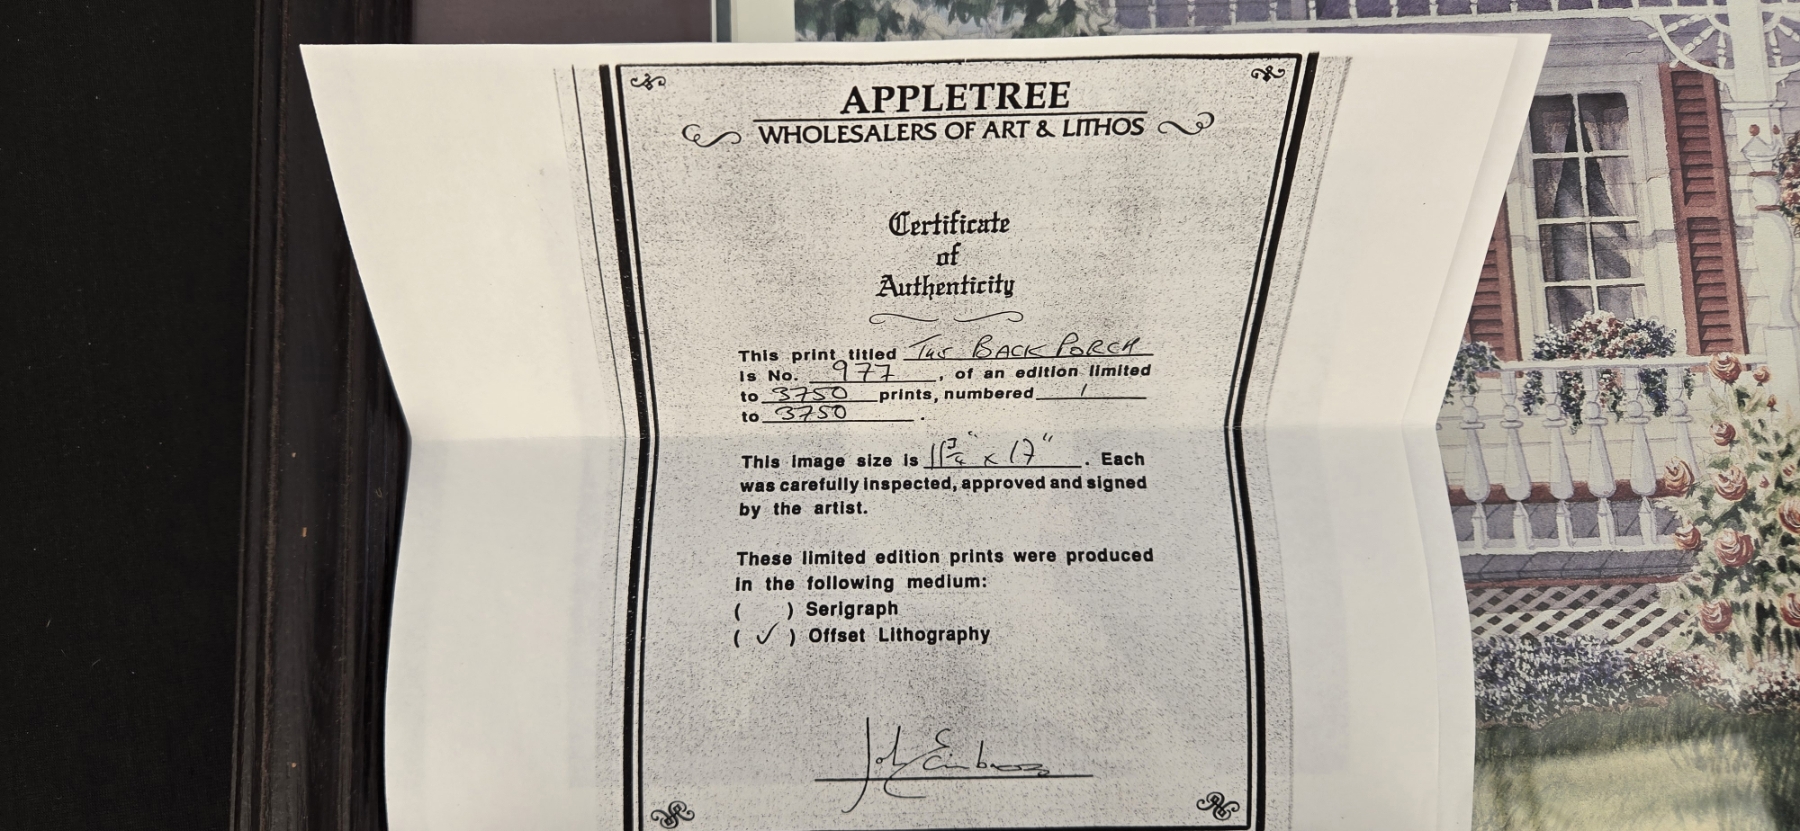 APPLETREE
WHOLESALERS OF ART & LITHOS
Certificate
of
Authenticity
This print titled THE BACK PORCH
is No. 977, of an edition limited
to 3750 prints, numbered 1
to 3750.
This image size is 11 3/4" x 17". Each
was carefully inspected, approved and signed
by the artist.
These limited edition prints were produced
in the following medium:
( ) Serigraph
( ✓ ) Offset Lithography
John